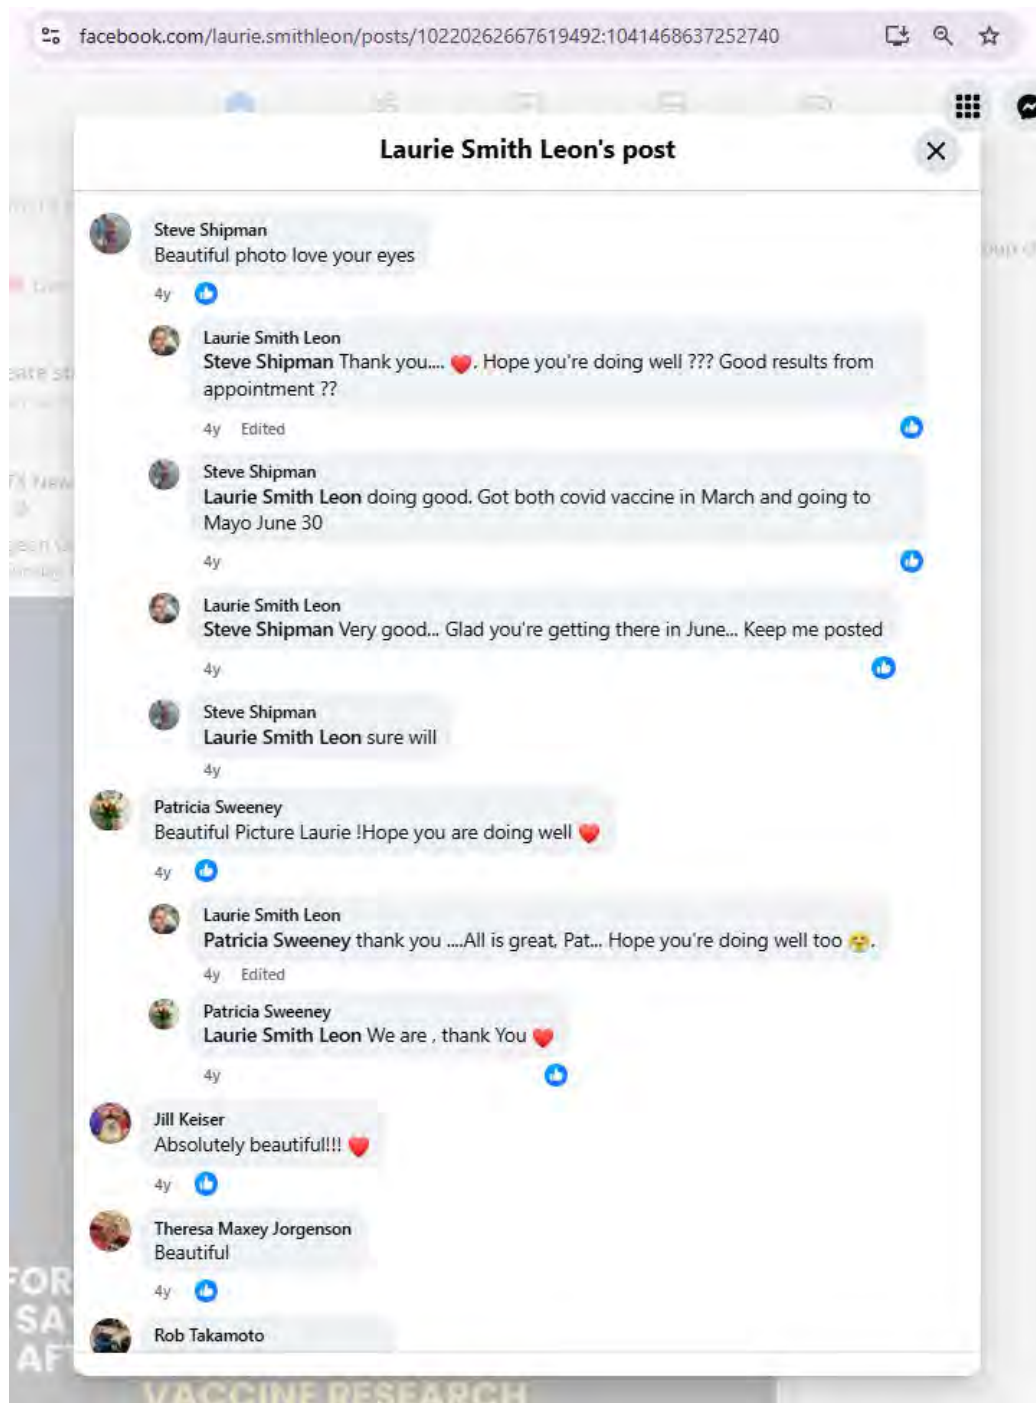 facebook.com/laurie.smithleon/posts/10220262667619492:1041468637252740
Laurie Smith Leon's post
Steve Shipman
Beautiful photo love your eyes
4y
Laurie Smith Leon
Steve Shipman Thank you.... ❤️. Hope you're doing well ??? Good results from
appointment ??
4y Edited
Steve Shipman
Laurie Smith Leon doing good. Got both covid vaccine in March and going to
Mayo June 30
4y
Laurie Smith Leon
Steve Shipman Very good... Glad you're getting there in June... Keep me posted
4y
Steve Shipman
Laurie Smith Leon sure will
4y
Patricia Sweeney
Beautiful Picture Laurie !Hope you are doing well ❤️
4y
Laurie Smith Leon
Patricia Sweeney thank you ....All is great, Pat... Hope you're doing well too .
4y Edited
Patricia Sweeney
Laurie Smith Leon We are , thank You ❤️
4y
Jill Keiser
Absolutely beautiful!!! ❤️
4y
Theresa Maxey Jorgenson
Beautiful
4y
Rob Takamoto
FOR
SA
AF
VACCINE RESEARCH